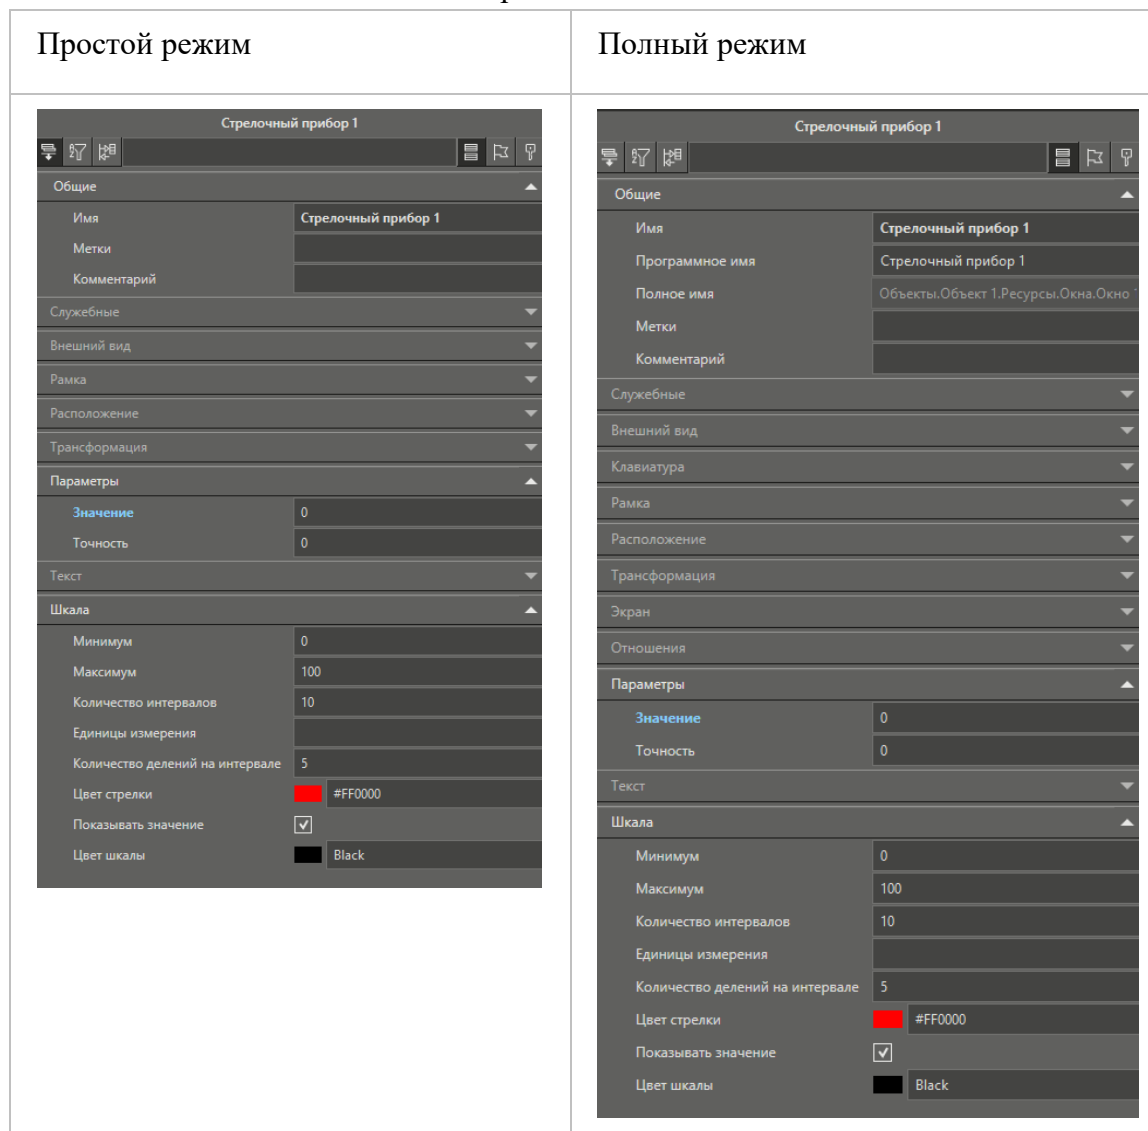 Простой режим
Стрелочный прибор 1
Общие
Имя Стрелочный прибор 1
Метки
Комментарий
Служебные
Внешний вид
Рамка
Расположение
Трансформация
Параметры
Значение 0
Точность 0
Текст
Шкала
Минимум 0
Максимум 100
Количество интервалов 10
Единицы измерения
Количество делений на интервале 5
Цвет стрелки #FF0000
Показывать значение
Цвет шкалы Black
Полный режим
Стрелочный прибор 1
Общие
Имя Стрелочный прибор 1
Программное имя Стрелочный прибор 1
Полное имя Объекты.Объект 1.Ресурсы.Окна.Окно
Метки
Комментарий
Служебные
Внешний вид
Клавиатура
Рамка
Расположение
Трансформация
Экран
Отношения
Параметры
Значение 0
Точность 0
Текст
Шкала
Минимум 0
Максимум 100
Количество интервалов 10
Единицы измерения
Количество делений на интервале 5
Цвет стрелки #FF0000
Показывать значение
Цвет шкалы Black